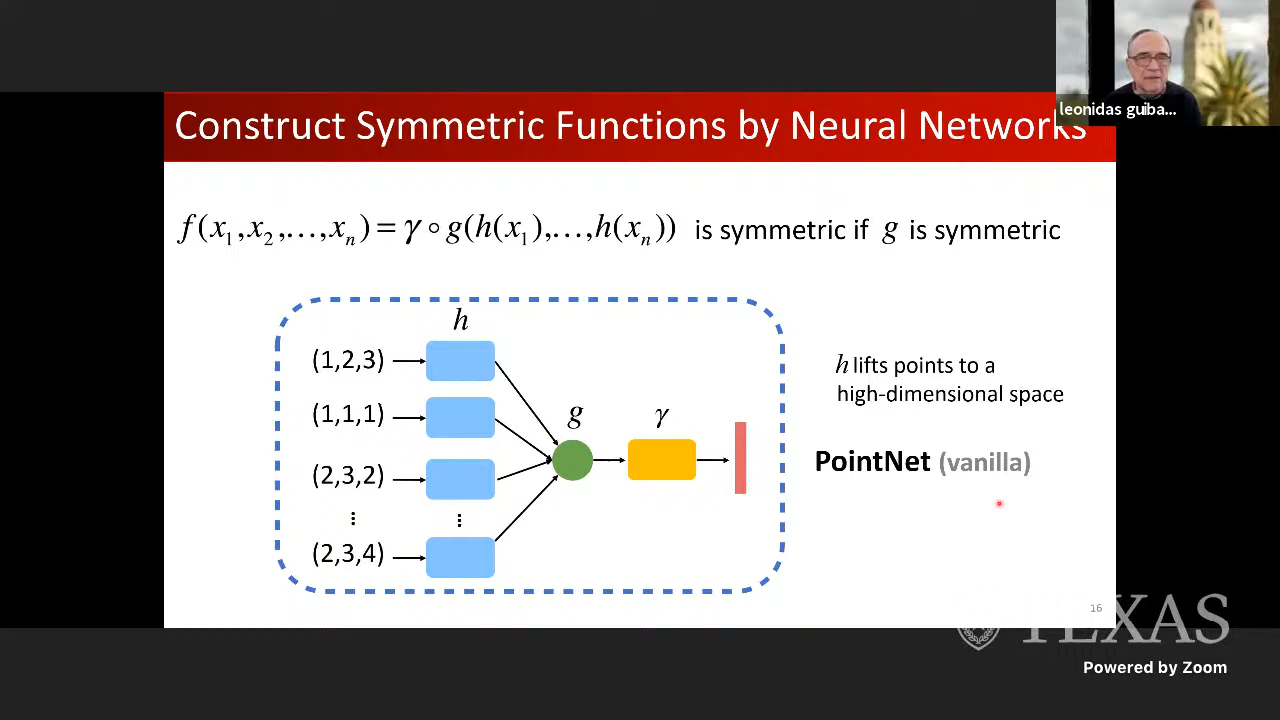 leonidas guiba...
Construct Symmetric Functions by Neural Networks
f(x₁,x₂,…,xₙ) = γ ∘ g(h(x₁),…,h(xₙ)) is symmetric if g is symmetric
h
(1,2,3)
(1,1,1)
(2,3,2)
(2,3,4)
g
γ
h lifts points to a
high-dimensional space
PointNet (vanilla)
16
TEXAS
Powered by Zoom